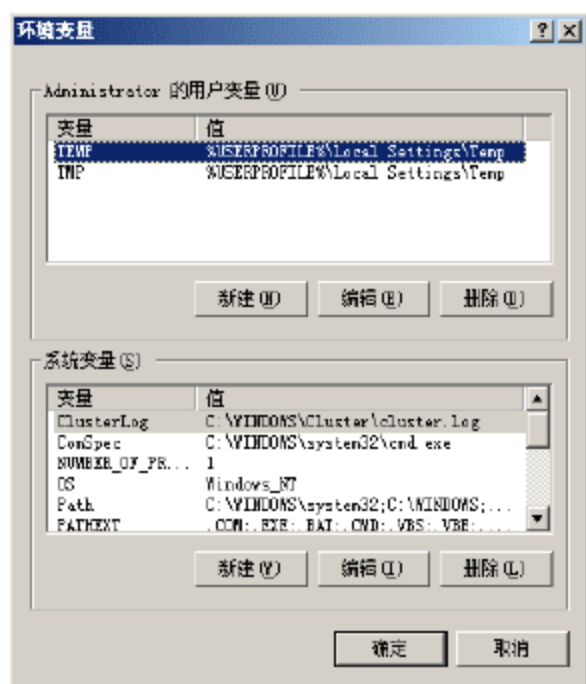 环境变量
Administrator 的用户变量(U)
变量 值
TEMP %USERPROFILE%\Local Settings\Temp
TMP %USERPROFILE%\Local Settings\Temp
新建(N) 编辑(E) 删除(D)
系统变量(S)
变量 值
ClusterLog C:\WINDOWS\Cluster\cluster.log
ComSpec C:\WINDOWS\system32\cmd.exe
NUMBER_OF_PR... 1
OS Windows_NT
Path C:\WINDOWS\system32;C:\WINDOWS;...
PATHEXT .COM;.EXE;.BAT;.CMD;.VBS;.VBE;....
新建(W) 编辑(I) 删除(L)
确定 取消